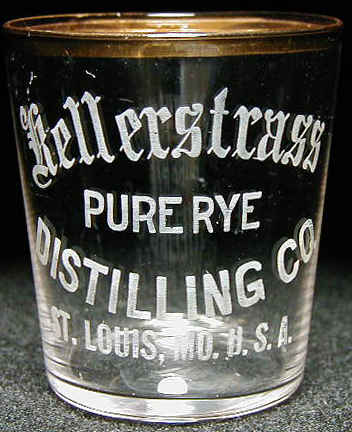 Kellerstrass
PURE RYE
DISTILLING CO
ST. LOUIS, MO. U. S. A.